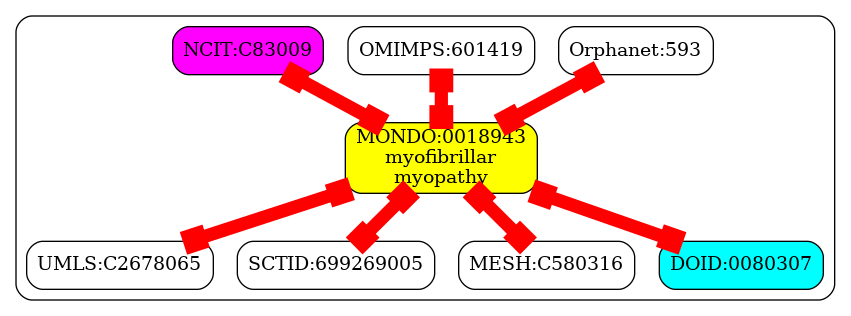 NCIT:C83009
OMIMPS:601419
Orphanet:593
MONDO:0018943
myofibrillar
myopathy
UMLS:C2678065
SCTID:699269005
MESH:C580316
DOID:0080307